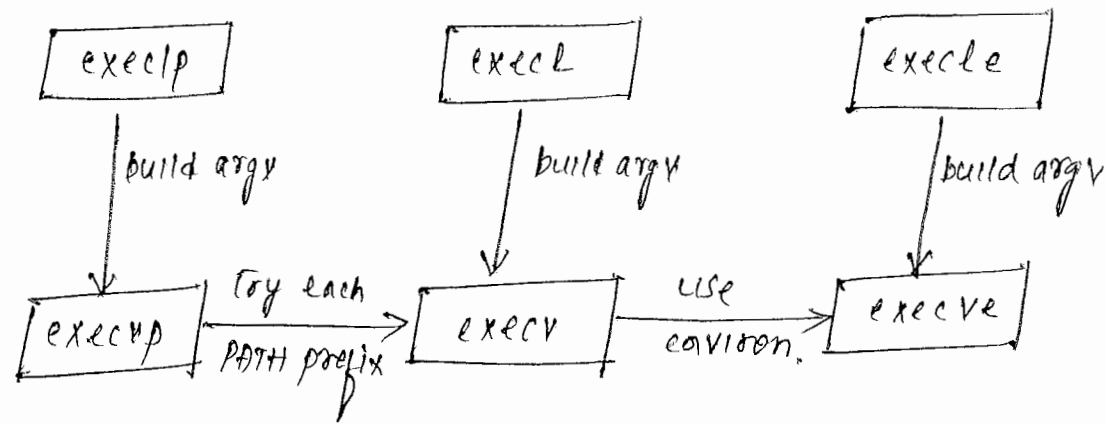 execlp
execl
execle
build argv
build argv
build argv
execvp
Try each
PATH prefix
execv
use
environ.
execve